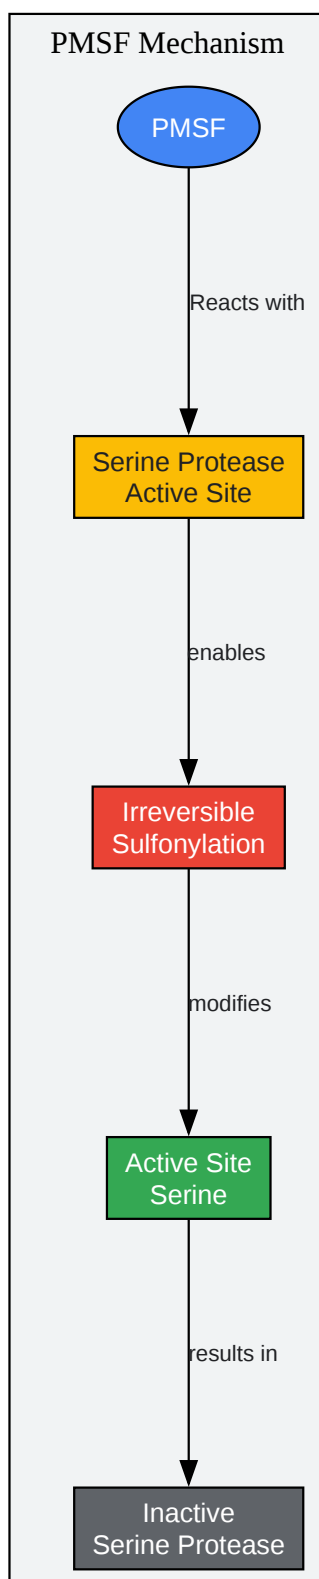 PMSF Mechanism
PMSF
Reacts with
Serine Protease
Active Site
enables
Irreversible
Sulfonylation
modifies
Active Site
Serine
results in
Inactive
Serine Protease